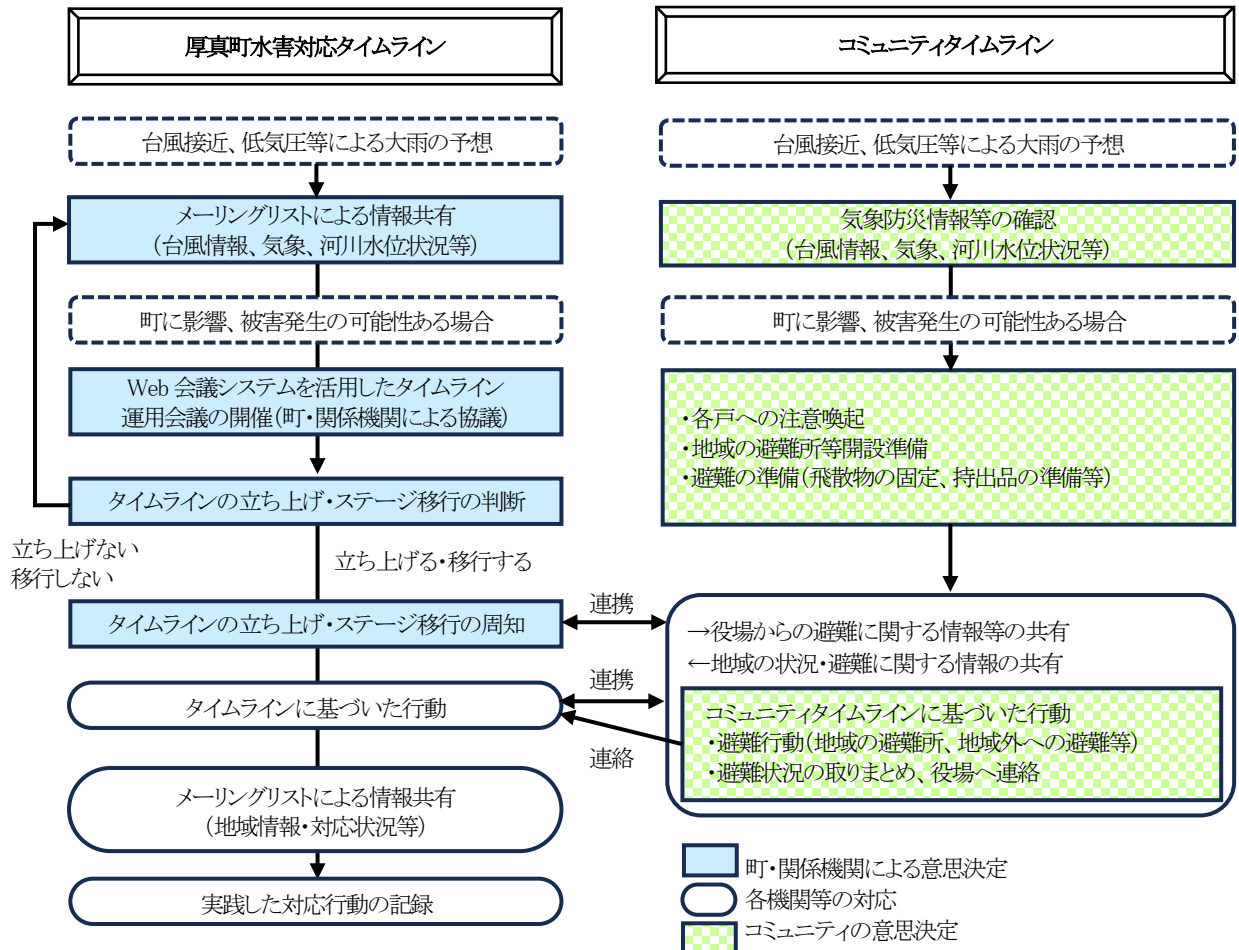 厚真町水害対応タイムライン
台風接近、低気圧等による大雨の予想
メーリングリストによる情報共有
(台風情報、気象、河川水位状況等)
町に影響、被害発生の可能性ある場合
Web 会議システムを活用したタイムライン
運用会議の開催(町・関係機関による協議)
タイムラインの立ち上げ・ステージ移行の判断
立ち上げない
移行しない
立ち上げる・移行する
タイムラインの立ち上げ・ステージ移行の周知
タイムラインに基づいた行動
メーリングリストによる情報共有
(地域情報・対応状況等)
実践した対応行動の記録
連携
連携
連絡
コミュニティタイムライン
台風接近、低気圧等による大雨の予想
気象防災情報等の確認
(台風情報、気象、河川水位状況等)
町に影響、被害発生の可能性ある場合
・各戸への注意喚起
・地域の避難所等開設準備
・避難の準備(飛散物の固定、持出品の準備等)
→役場からの避難に関する情報等の共有
←地域の状況・避難に関する情報の共有
コミュニティタイムラインに基づいた行動
・避難行動(地域の避難所、地域外への避難等)
・避難状況の取りまとめ、役場へ連絡
町・関係機関による意思決定
各機関等の対応
コミュニティの意思決定